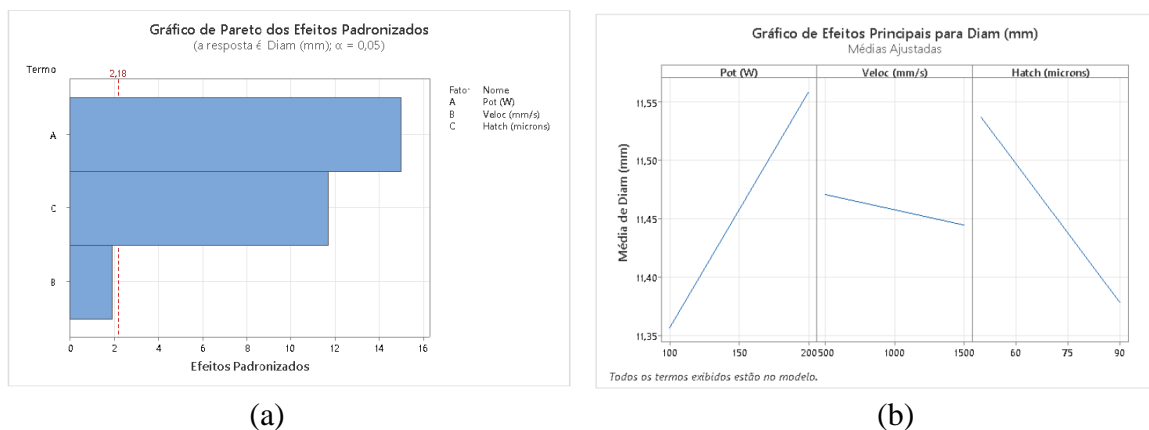 Gráfico de Pareto dos Efeitos Padronizados
(a resposta é Diam (mm); α = 0,05)
Termo
2,18
A
C
B
0 2 4 6 8 10 12 14 16
Efeitos Padronizados
Fator Nome
A Pot (W)
B Veloc (mm/s)
C Hatch (microns)
(a)
Gráfico de Efeitos Principais para Diam (mm)
Médias Ajustadas
Pot (W) Veloc (mm/s) Hatch (microns)
Média de Diam (mm)
11,55
11,50
11,45
11,40
11,35
100 150 200 500 1000 1500 60 75 90
Todos os termos exibidos estão no modelo.
(b)